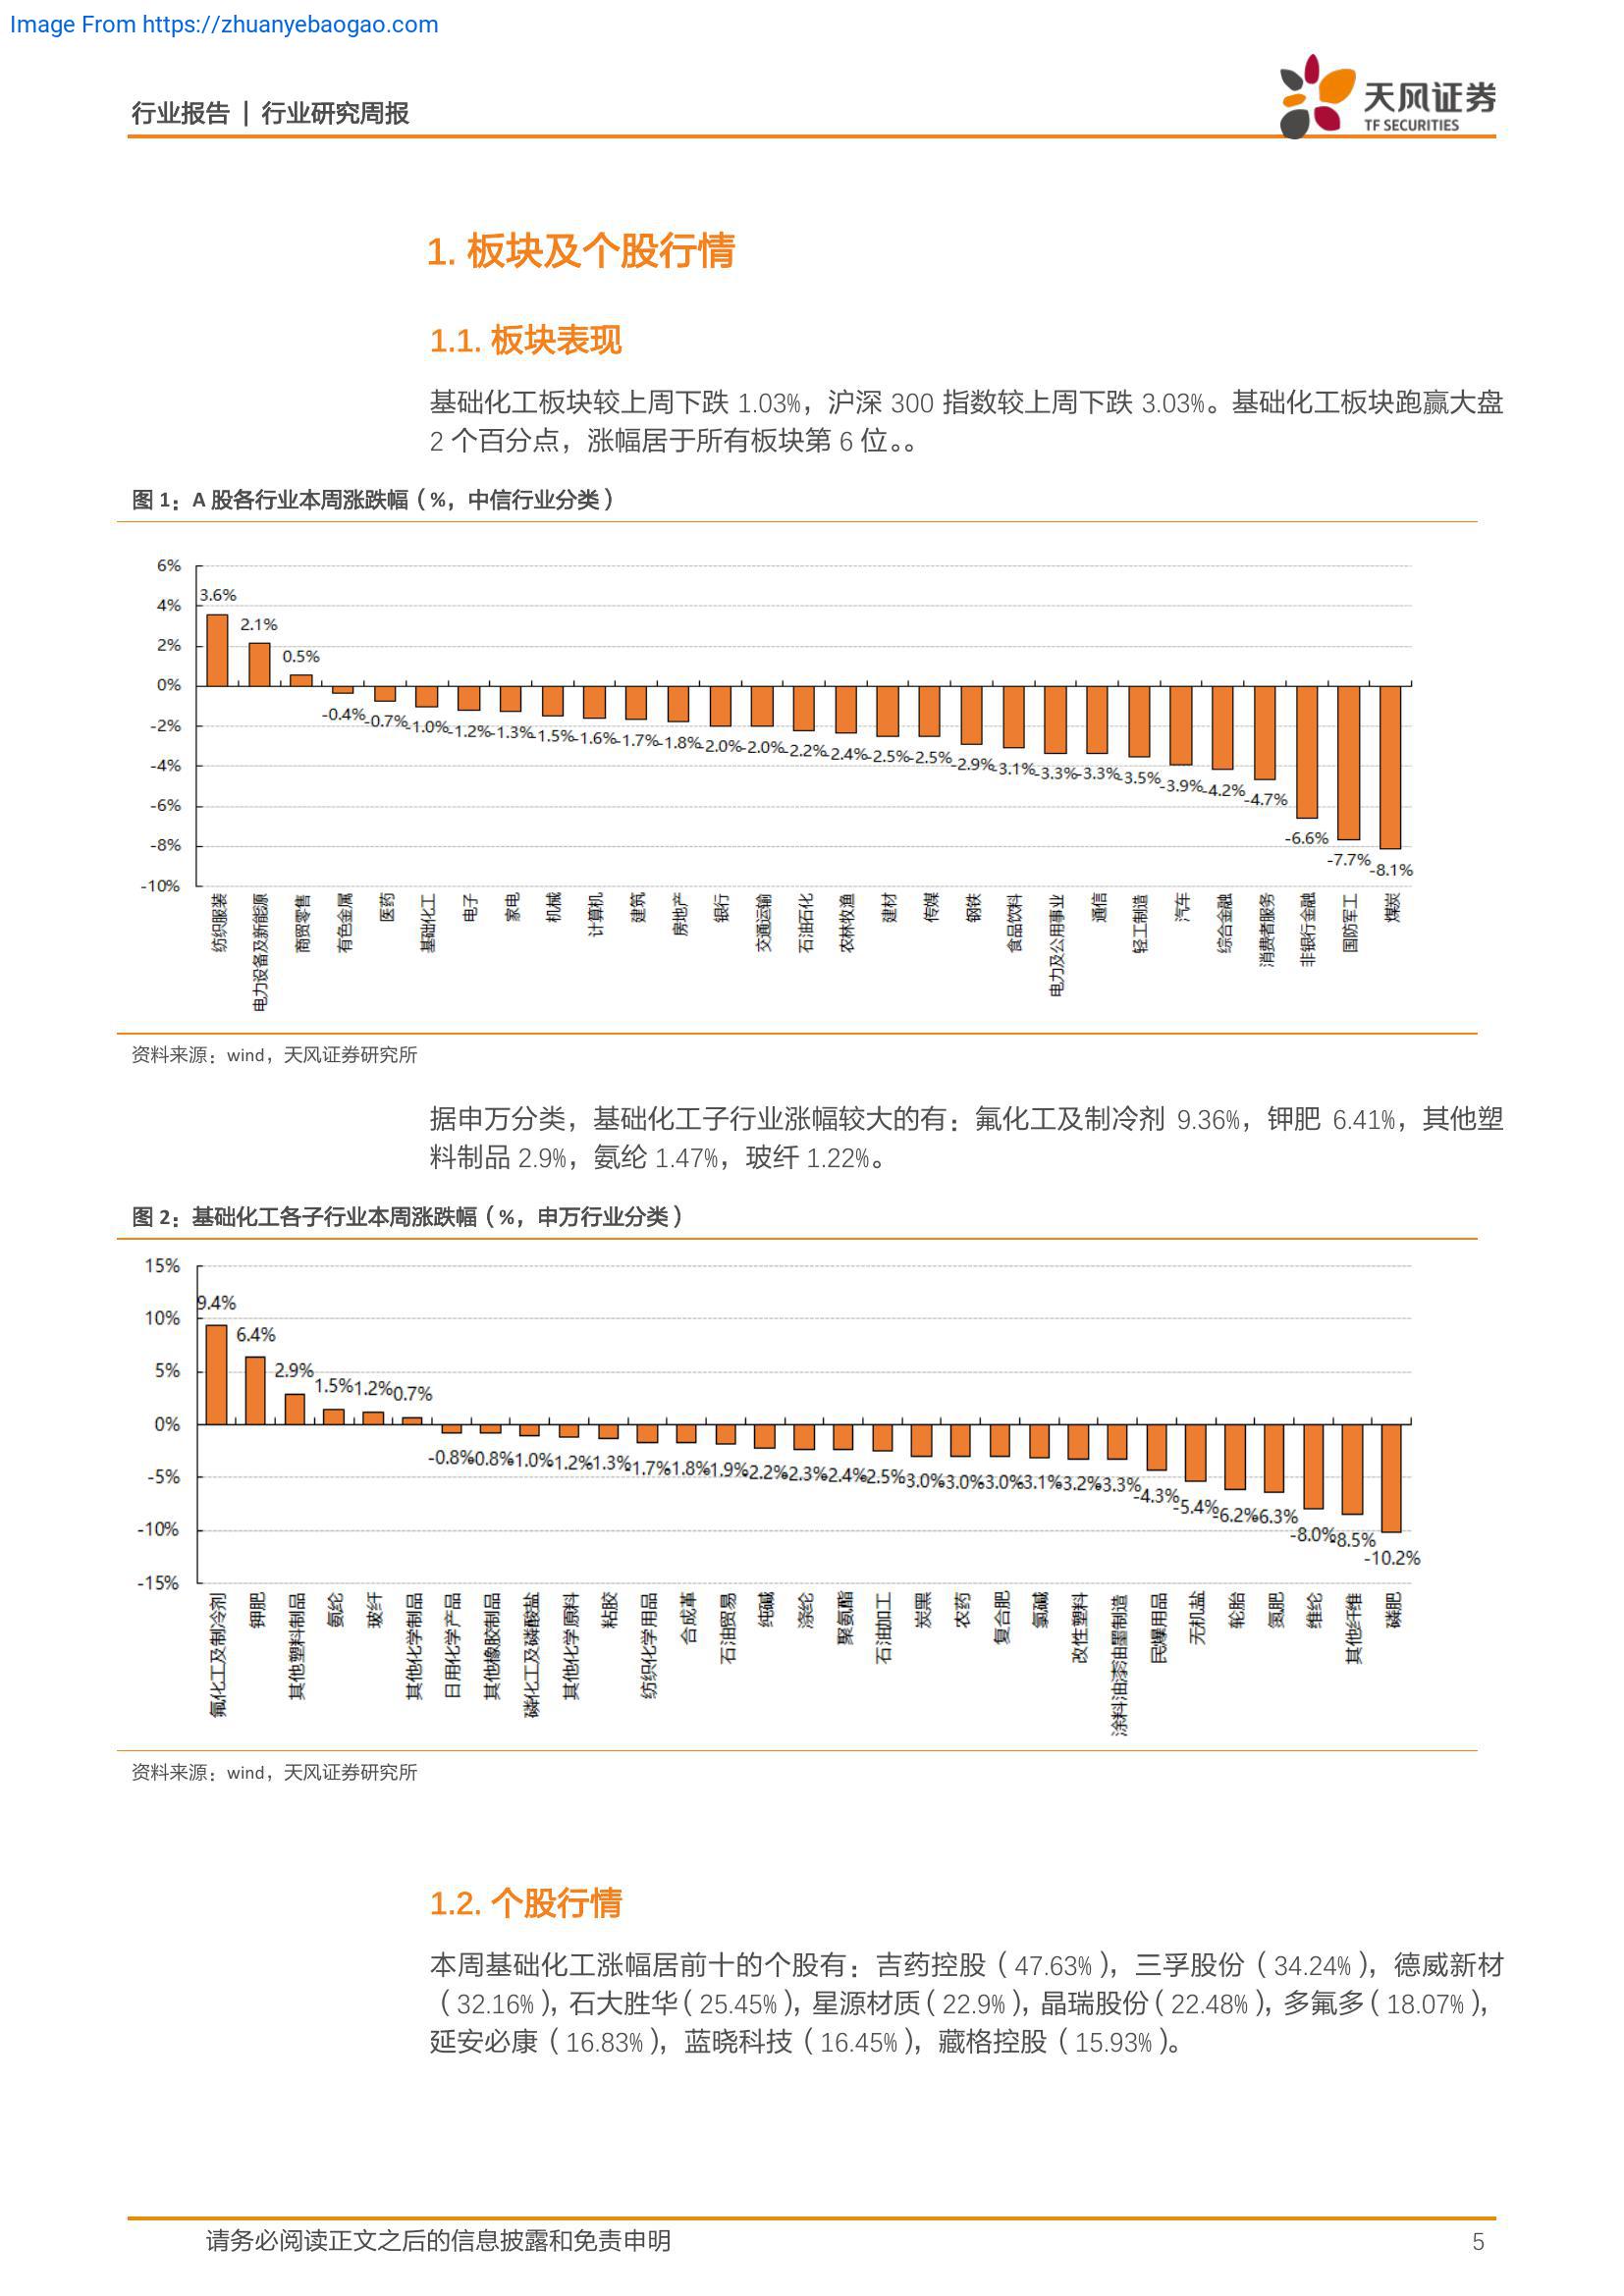 Image From https://zhuanyebaogao.com
行业报告 | 行业研究周报
天风证券
TF SECURITIES
1. 板块及个股行情
1.1. 板块表现
基础化工板块较上周下跌 1.03%，沪深 300 指数较上周下跌 3.03%。基础化工板块跑赢大盘
2 个百分点，涨幅居于所有板块第 6 位。。
图 1：A 股各行业本周涨跌幅（%，中信行业分类）
6%
4%
2%
0%
-2%
-4%
-6%
-8%
-10%
3.6%
2.1%
0.5%
-0.4%
-0.7%
-1.0%
-1.2%
-1.3%
-1.5%
-1.6%
-1.7%
-1.8%
-2.0%
-2.0%
-2.2%
-2.4%
-2.5%
-2.5%
-2.9%
-3.1%
-3.3%
-3.3%
-3.5%
-3.9%
-4.2%
-4.7%
-6.6%
-7.7%
-8.1%
纺织服装
电力设备及新能源
商贸零售
有色金属
医药
基础化工
电子
家电
机械
计算机
建筑
房地产
银行
交通运输
石油石化
农林牧渔
建材
传媒
钢铁
食品饮料
电力及公用事业
通信
轻工制造
汽车
综合金融
消费者服务
非银行金融
国防军工
煤炭
资料来源：wind，天风证券研究所
据申万分类，基础化工子行业涨幅较大的有：氟化工及制冷剂 9.36%，钾肥 6.41%，其他塑
料制品 2.9%，氨纶 1.47%，玻纤 1.22%。
图 2：基础化工各子行业本周涨跌幅（%，申万行业分类）
15%
10%
5%
0%
-5%
-10%
-15%
9.4%
6.4%
2.9%
1.5%
1.2%
0.7%
-0.8%
-0.8%
-1.0%
-1.2%
-1.3%
-1.7%
-1.8%
-1.9%
-2.2%
-2.3%
-2.4%
-2.5%
-3.0%
-3.0%
-3.0%
-3.1%
-3.2%
-3.3%
-4.3%
-5.4%
-6.2%
-6.3%
-8.0%
-8.5%
-10.2%
氟化工及制冷剂
钾肥
其他塑料制品
氨纶
玻纤
其他化学制品
日用化学产品
其他橡胶制品
磷化工及磷酸盐
其他化学原料
粘胶
纺织化学用品
合成革
石油贸易
纯碱
涤纶
聚氨酯
石油加工
炭黑
农药
复合肥
氯碱
改性塑料
涂料油漆油墨制造
民爆用品
无机盐
轮胎
氮肥
维纶
其他纤维
磷肥
资料来源：wind，天风证券研究所
1.2. 个股行情
本周基础化工涨幅居前十的个股有：吉药控股（47.63%），三孚股份（34.24%），德威新材
（32.16%），石大胜华（25.45%），星源材质（22.9%），晶瑞股份（22.48%），多氟多（18.07%），
延安必康（16.83%），蓝晓科技（16.45%），藏格控股（15.93%）。
请务必阅读正文之后的信息披露和免责申明
5